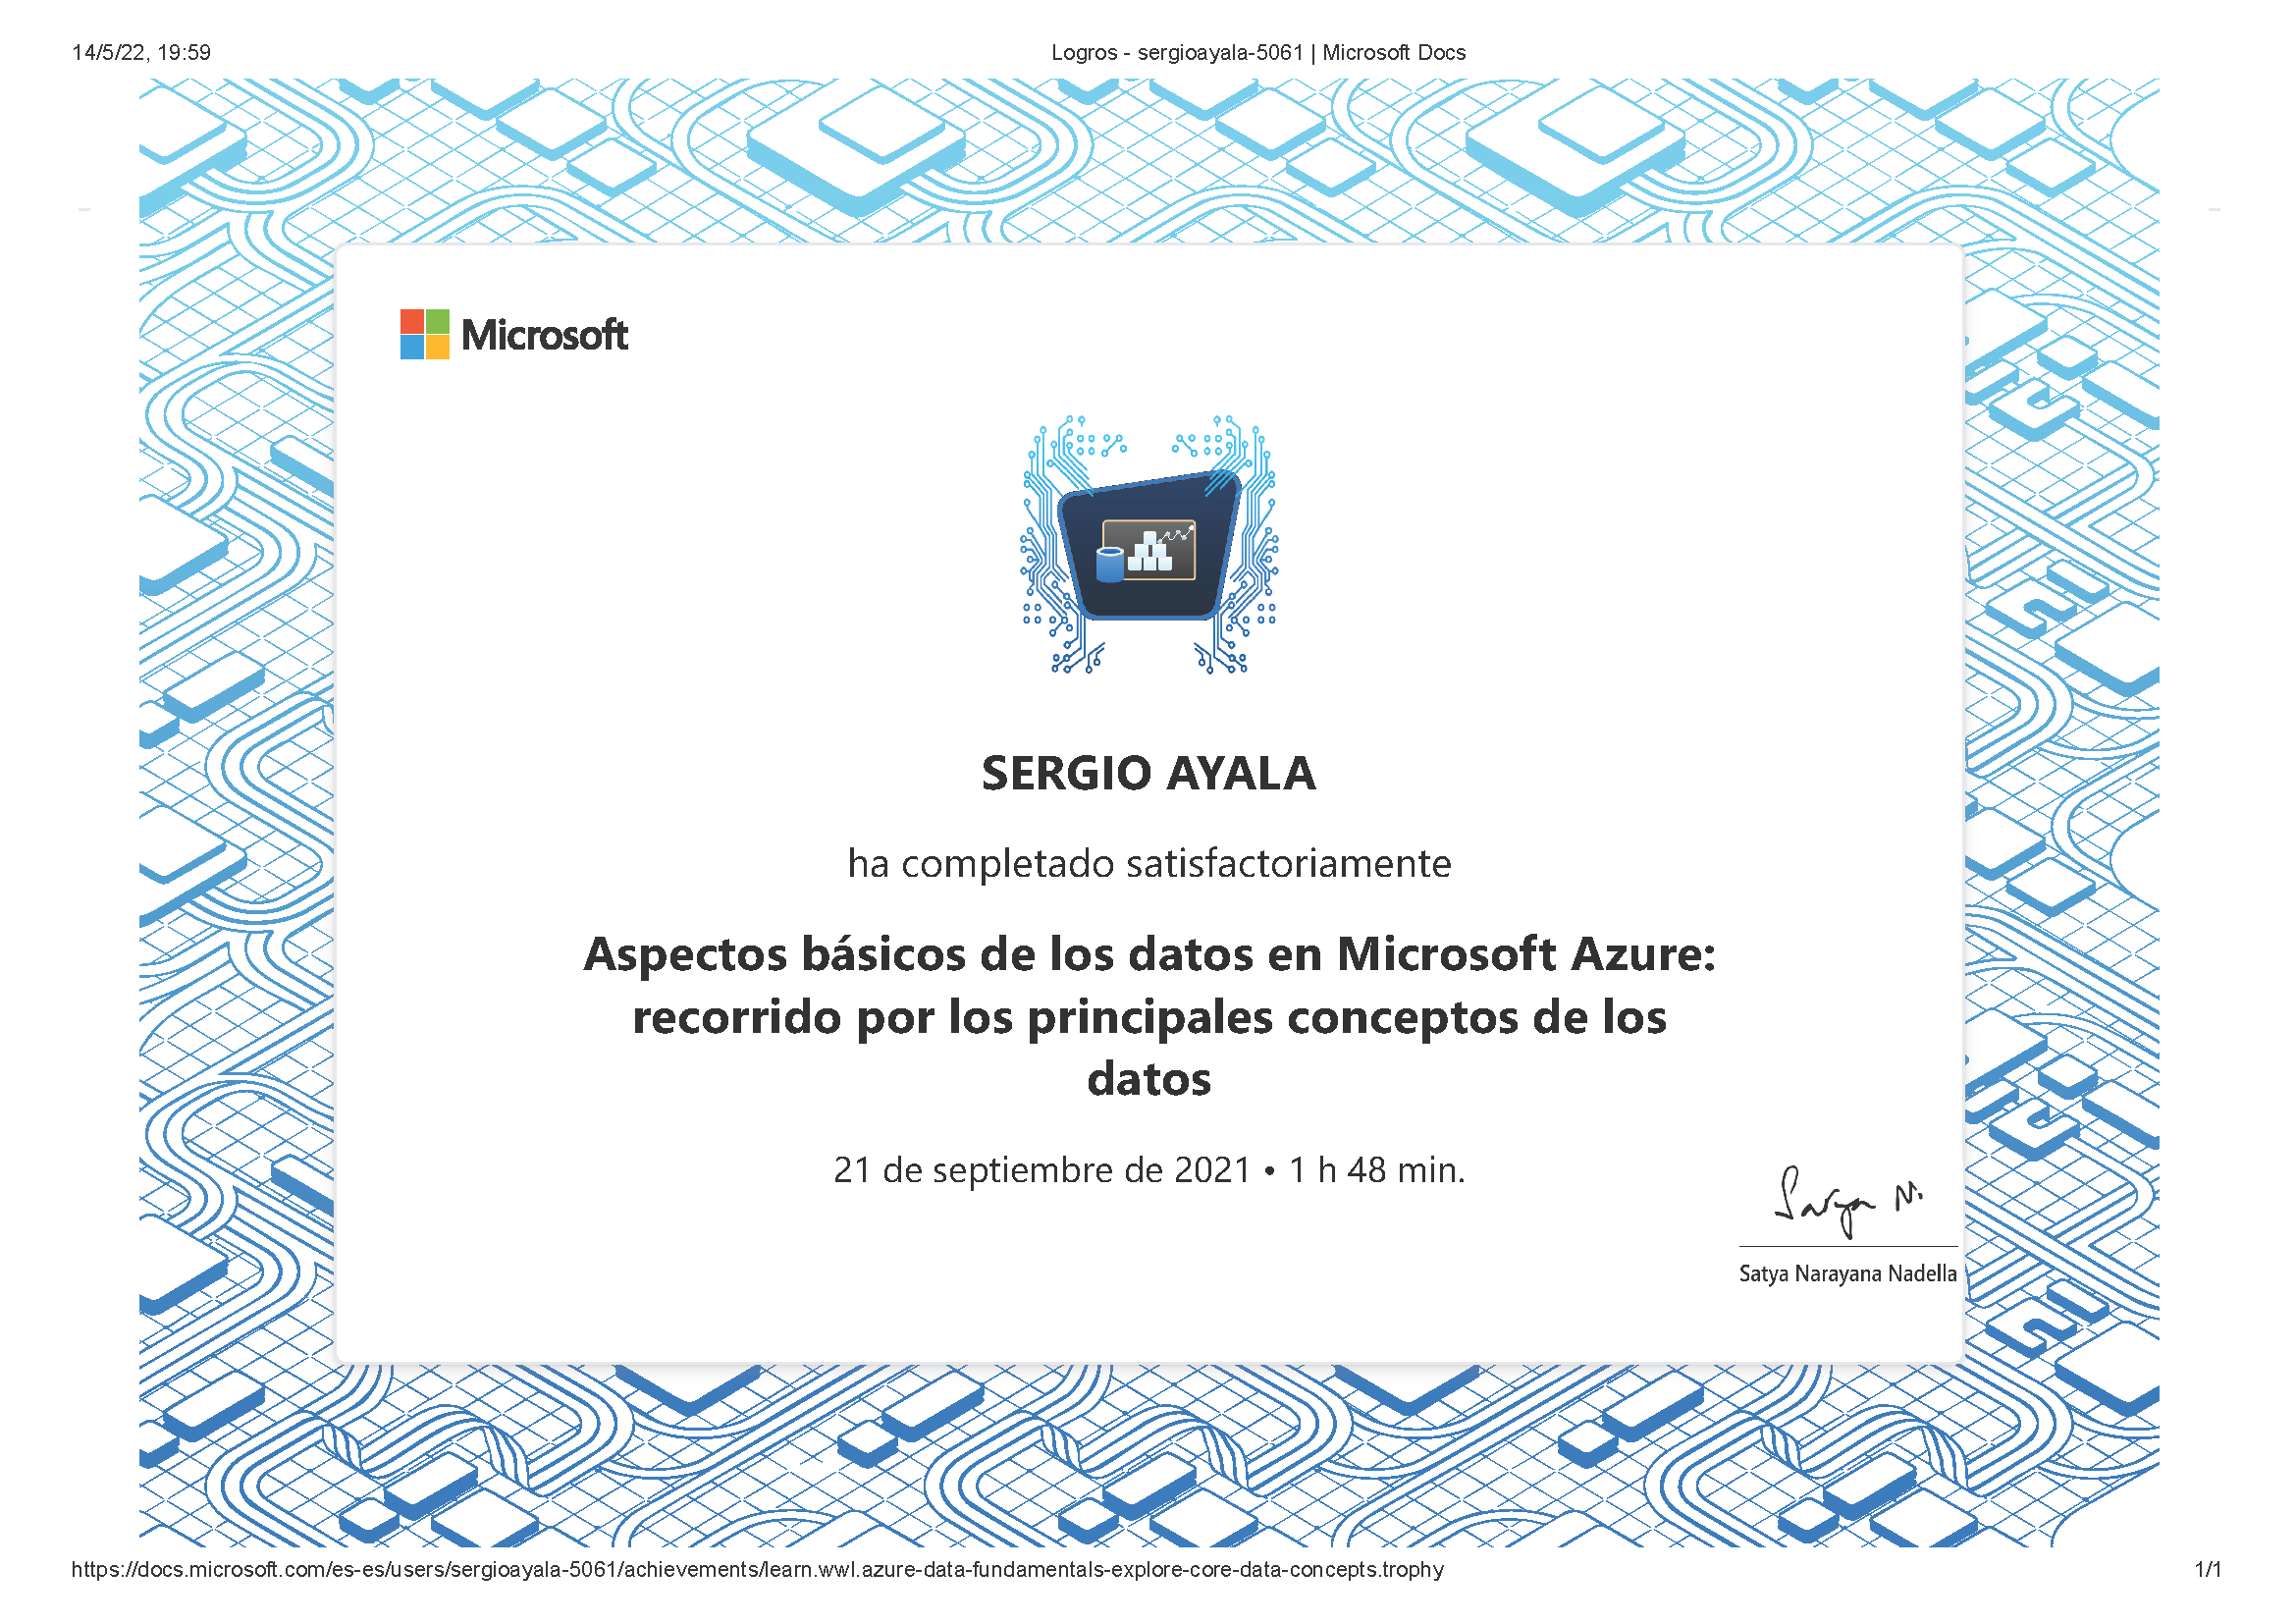 14/5/22, 19:59
Logros - sergioayala-5061 | Microsoft Docs
Microsoft
SERGIO AYALA
ha completado satisfactoriamente
Aspectos básicos de los datos en Microsoft Azure:
recorrido por los principales conceptos de los
datos
21 de septiembre de 2021 • 1 h 48 min.
Satya N.
Satya Narayana Nadella
https://docs.microsoft.com/es-es/users/sergioayala-5061/achievements/learn.wwl.azure-data-fundamentals-explore-core-data-concepts.trophy
1/1